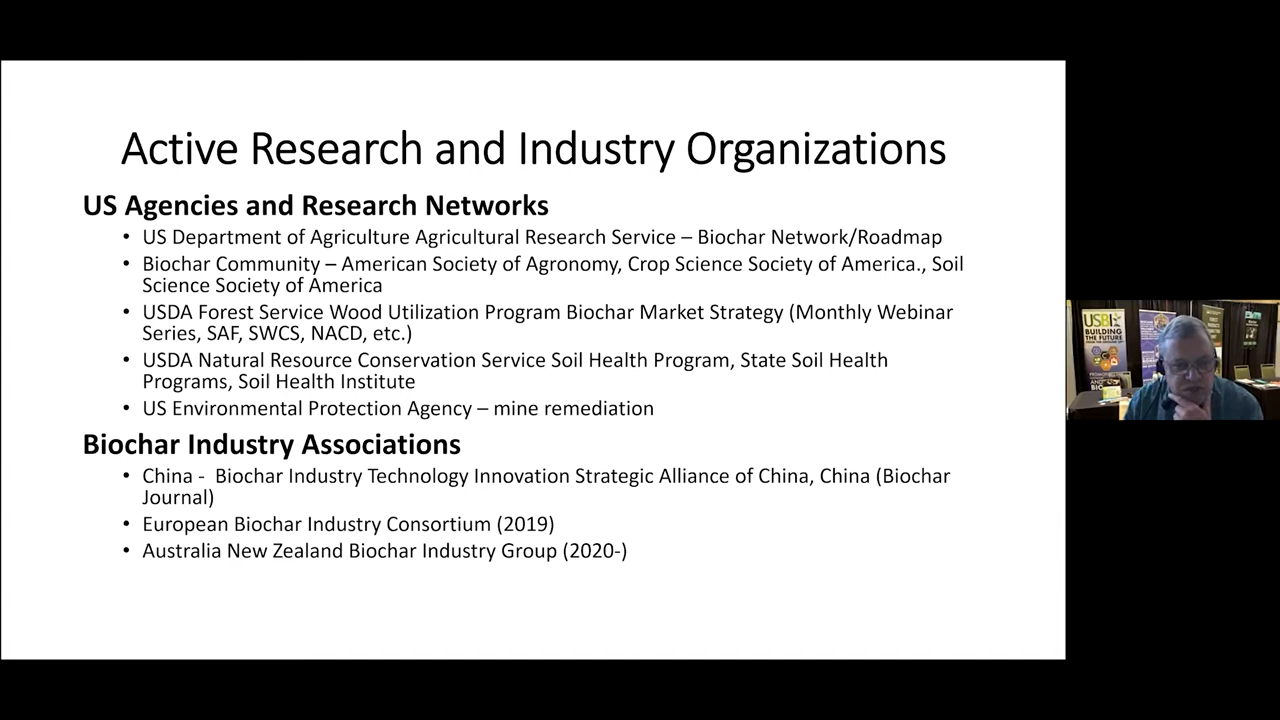 Active Research and Industry Organizations
US Agencies and Research Networks
• US Department of Agriculture Agricultural Research Service – Biochar Network/Roadmap
• Biochar Community – American Society of Agronomy, Crop Science Society of America., Soil
Science Society of America
• USDA Forest Service Wood Utilization Program Biochar Market Strategy (Monthly Webinar
Series, SAF, SWCS, NACD, etc.)
• USDA Natural Resource Conservation Service Soil Health Program, State Soil Health
Programs, Soil Health Institute
• US Environmental Protection Agency – mine remediation
Biochar Industry Associations
• China -  Biochar Industry Technology Innovation Strategic Alliance of China, China (Biochar
Journal)
• European Biochar Industry Consortium (2019)
• Australia New Zealand Biochar Industry Group (2020-)
USBI
BUILDING
THE FUTURE